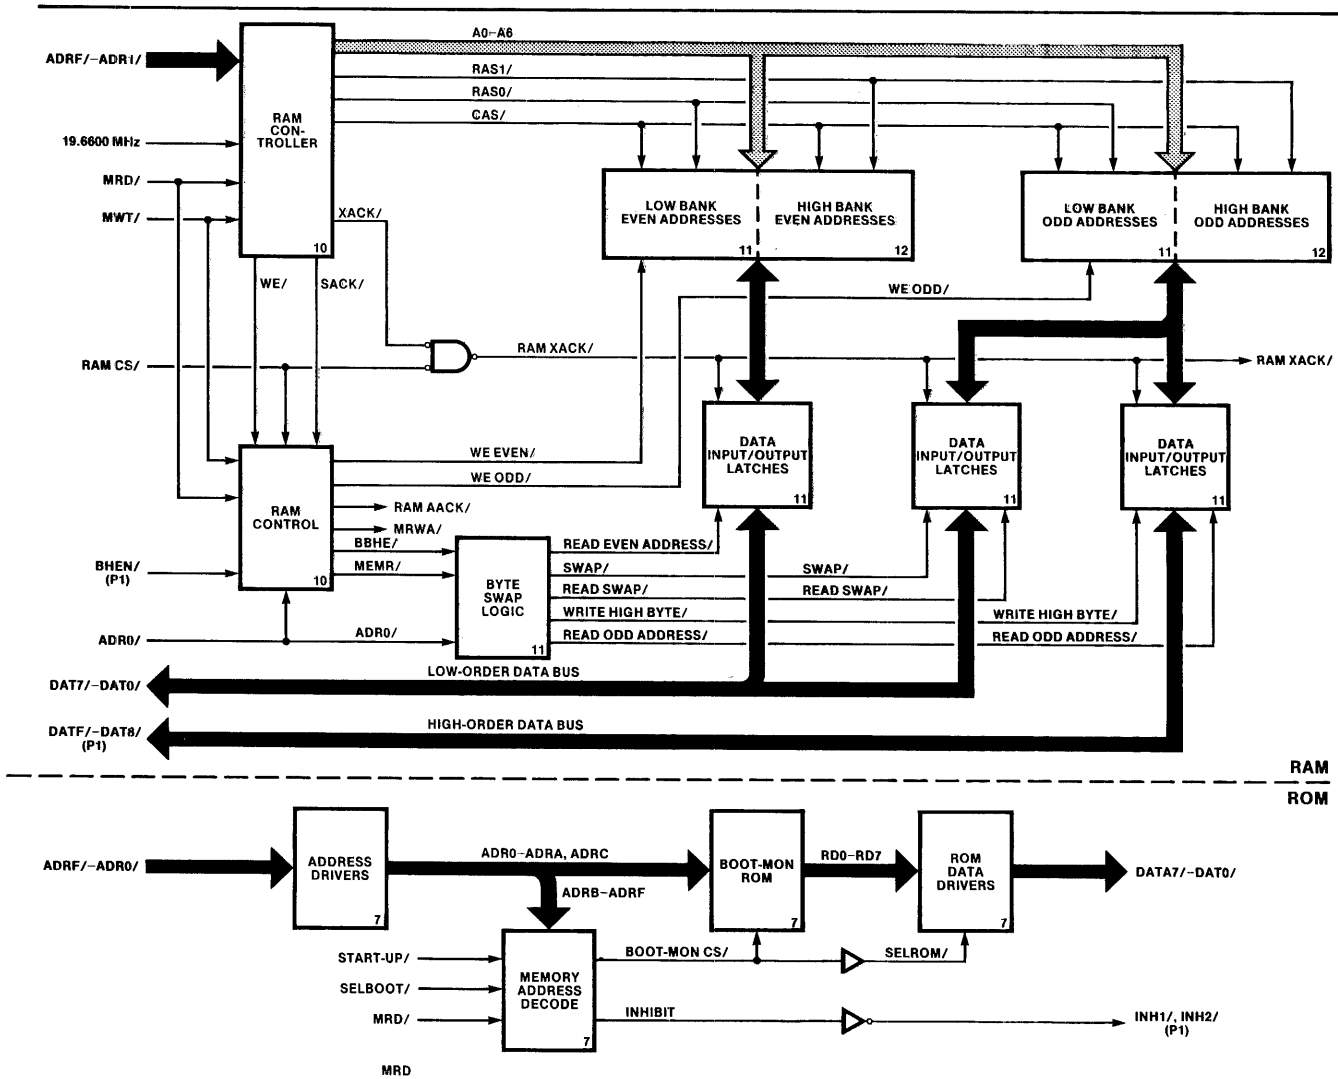 A0-A6
ADRF/-ADR1/
RAS1/
RAM
CON-
TROLLER
RAS0/
CAS/
19.6600 MHz
MRD/
MWT/
XACK/
10
LOW BANK
EVEN ADDRESSES
11
HIGH BANK
EVEN ADDRESSES
12
LOW BANK
ODD ADDRESSES
11
HIGH BANK
ODD ADDRESSES
12
WE/
SACK/
WE ODD/
RAM XACK/
RAM XACK/
RAM CS/
DATA
INPUT/OUTPUT
LATCHES
11
DATA
INPUT/OUTPUT
LATCHES
11
DATA
INPUT/OUTPUT
LATCHES
11
WE EVEN/
WE ODD/
RAM
CONTROL
10
RAM AACK/
MRWA/
BBHE/
MEMR/
BHEN/
(P1)
BYTE
SWAP
LOGIC
11
READ EVEN ADDRESS/
SWAP/
SWAP/
READ SWAP/
READ SWAP/
WRITE HIGH BYTE/
WRITE HIGH BYTE/
READ ODD ADDRESS/
READ ODD ADDRESS/
ADR0/
ADR0/
LOW-ORDER DATA BUS
DAT7/-DAT0/
HIGH-ORDER DATA BUS
DATF/-DAT8/
(P1)
RAM
ROM
ADRF/-ADR0/
ADDRESS
DRIVERS
7
ADR0-ADRA, ADRC
ADRB-ADRF
BOOT-MON
ROM
7
RD0-RD7
ROM
DATA
DRIVERS
7
DATA7/-DAT0/
START-UP/
SELBOOT/
MRD/
MEMORY
ADDRESS
DECODE
7
BOOT-MON CS/
SELROM/
INHIBIT
INH1/, INH2/
(P1)
MRD